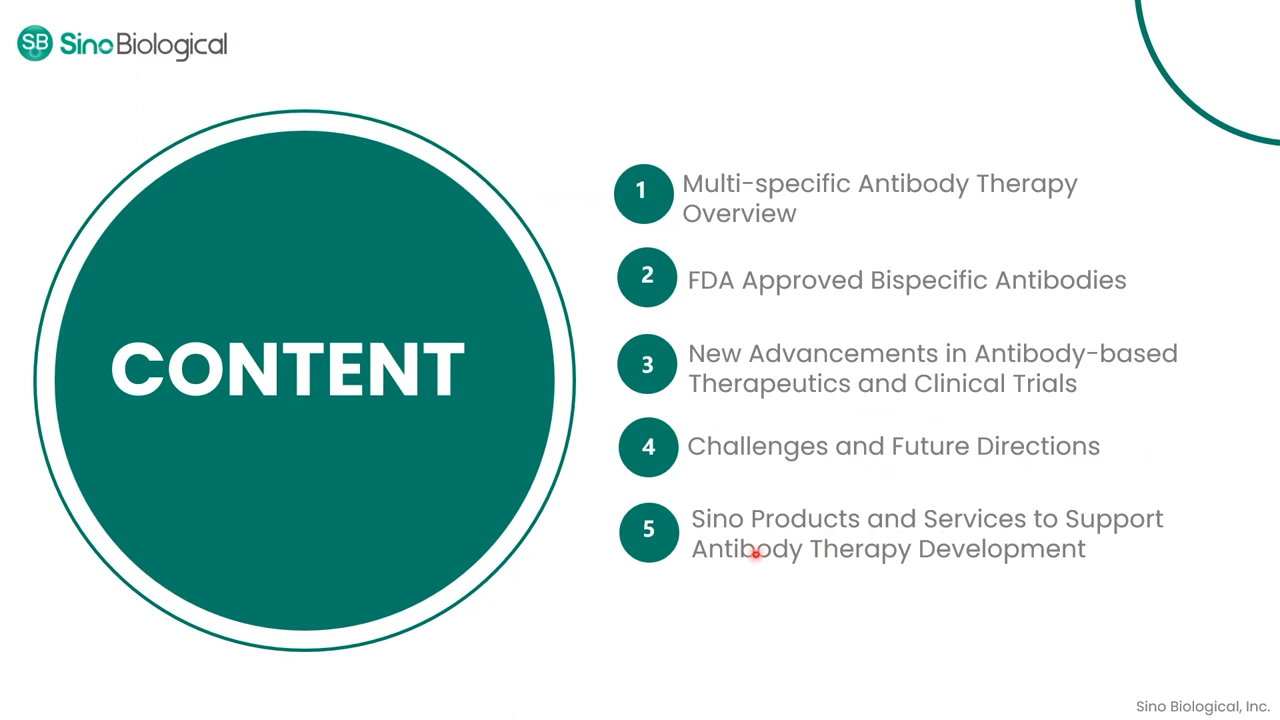 SB SinoBiological
CONTENT
1 Multi-specific Antibody Therapy
Overview
2 FDA Approved Bispecific Antibodies
3 New Advancements in Antibody-based
Therapeutics and Clinical Trials
4 Challenges and Future Directions
5 Sino Products and Services to Support
Antibody Therapy Development
Sino Biological, Inc.